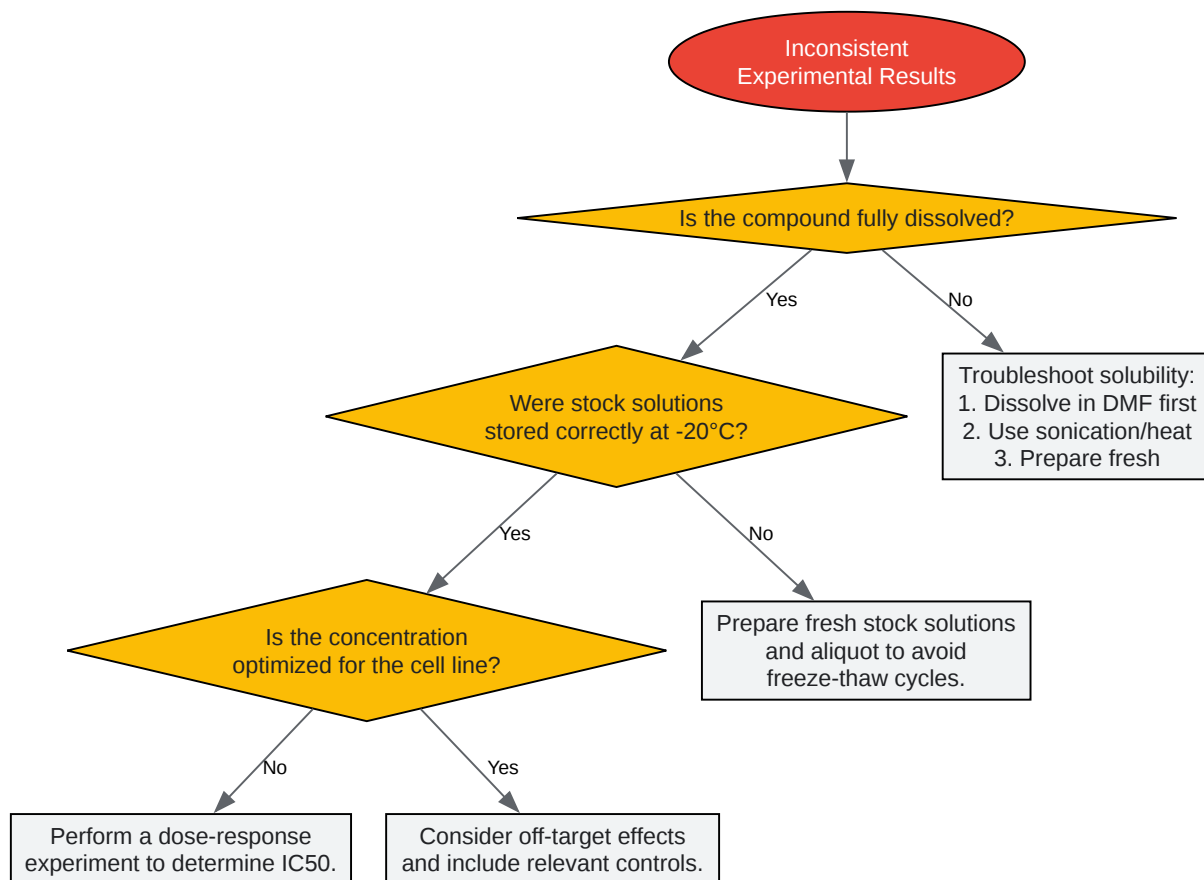 Inconsistent
Experimental Results
Is the compound fully dissolved?
Yes
No
Were stock solutions
stored correctly at -20°C?
Troubleshoot solubility:
1. Dissolve in DMF first
2. Use sonication/heat
3. Prepare fresh
Yes
No
Is the concentration
optimized for the cell line?
Prepare fresh stock solutions
and aliquot to avoid
freeze-thaw cycles.
No
Yes
Perform a dose-response
experiment to determine IC50.
Consider off-target effects
and include relevant controls.